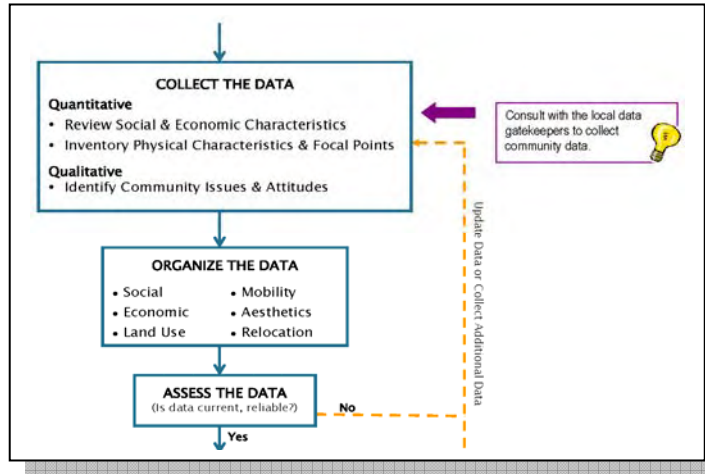 COLLECT THE DATA
Quantitative
• Review Social & Economic Characteristics
• Inventory Physical Characteristics & Focal Points
Qualitative
• Identify Community Issues & Attitudes
Consult with the local data
gatekeepers to collect
community data.
Update Data or Collect Additional Data
ORGANIZE THE DATA
• Social
• Economic
• Land Use
• Mobility
• Aesthetics
• Relocation
ASSESS THE DATA
(Is data current, reliable?)
No
Yes